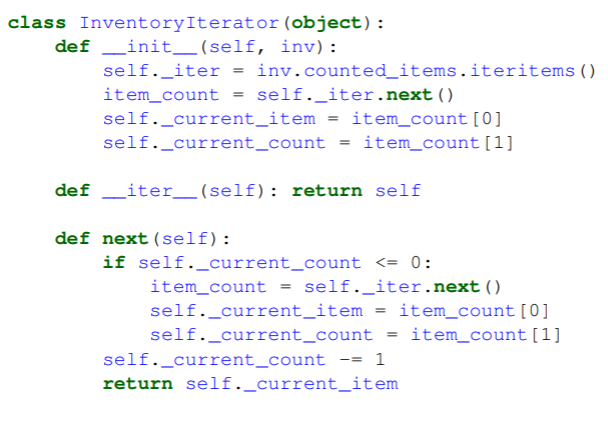 class InventoryIterator(object):
    def __init__(self, inv):
        self._iter = inv.counted_items.iteritems()
        item_count = self._iter.next()
        self._current_item = item_count[0]
        self._current_count = item_count[1]

    def __iter__(self): return self

    def next(self):
        if self._current_count <= 0:
            item_count = self._iter.next()
            self._current_item = item_count[0]
            self._current_count = item_count[1]
        self._current_count -= 1
        return self._current_item